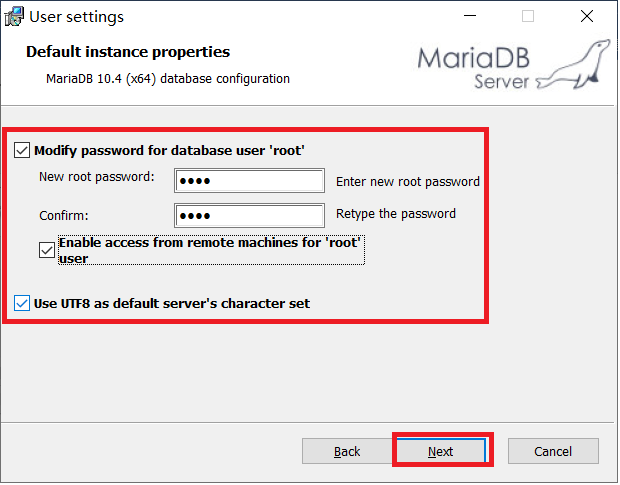 User settings
Default instance properties
MariaDB 10.4 (x64) database configuration
MariaDB
Server
Modify password for database user 'root'
New root password: •••• Enter new root password
Confirm: •••• Retype the password
Enable access from remote machines for 'root'
user
Use UTF8 as default server's character set
Back Next Cancel